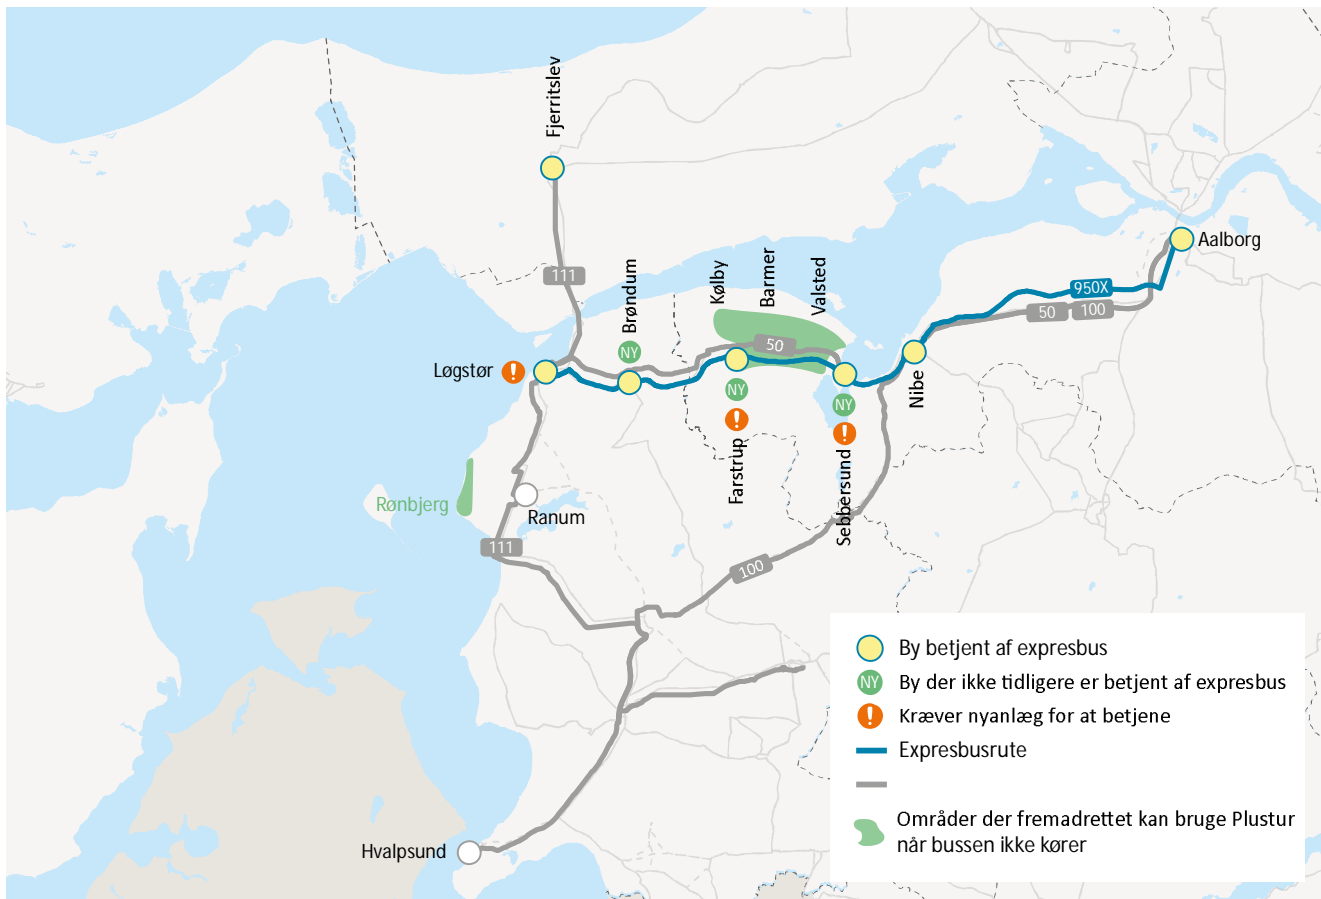 Fjerritslev
Aalborg
111
950X
50
100
Kølby
Barmer
Valsted
Brøndum
NY
50
Løgstør
!
NY
!
Farstrup
NY
!
Sebbersund
Nibe
Rønbjerg
Ranum
111
100
Hvalpsund
By betjent af expresbus
NY By der ikke tidligere er betjent af expresbus
! Kræver nyanlæg for at betjene
Expresbusrute
Områder der fremadrettet kan bruge Plustur
når bussen ikke kører